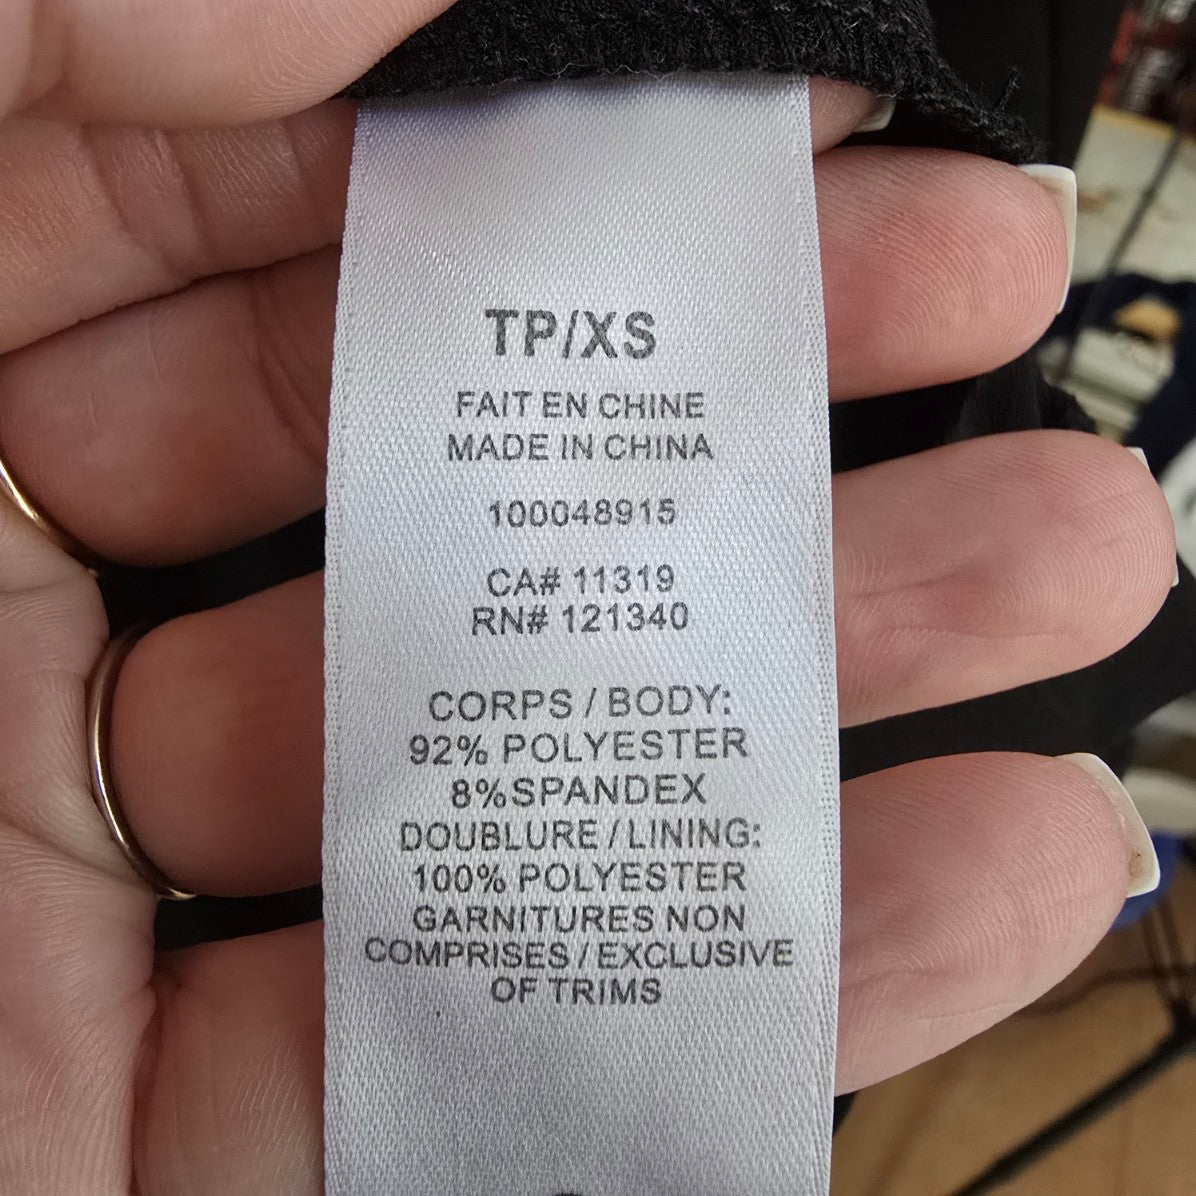 TP/XS
FAIT EN CHINE
MADE IN CHINA
100048915
CA# 11319
RN# 121340
CORPS / BODY:
92% POLYESTER
8%SPANDEX
DOUBLURE / LINING:
100% POLYESTER
GARNITURES NON
COMPRISES / EXCLUSIVE
OF TRIMS